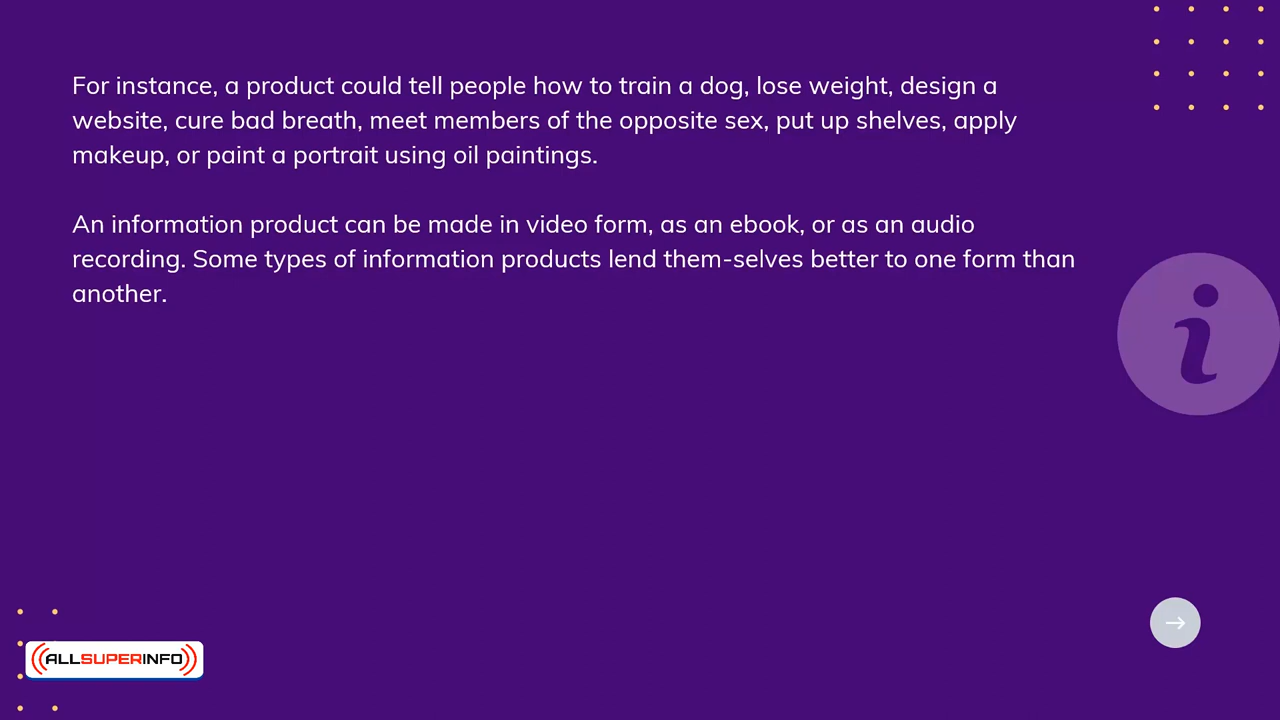 For instance, a product could tell people how to train a dog, lose weight, design a
website, cure bad breath, meet members of the opposite sex, put up shelves, apply
makeup, or paint a portrait using oil paintings.
An information product can be made in video form, as an ebook, or as an audio
recording. Some types of information products lend them-selves better to one form than
another.
i
ALLSUPERINFO